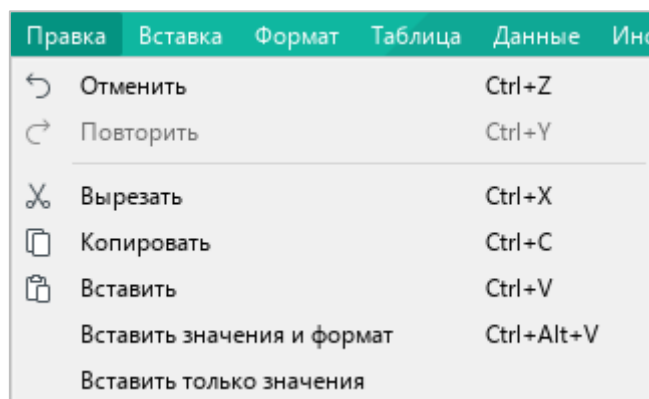 Правка Вставка Формат Таблица Данные
Отменить Ctrl+Z
Повторить Ctrl+Y
Вырезать Ctrl+X
Копировать Ctrl+C
Вставить Ctrl+V
Вставить значения и формат Ctrl+Alt+V
Вставить только значения